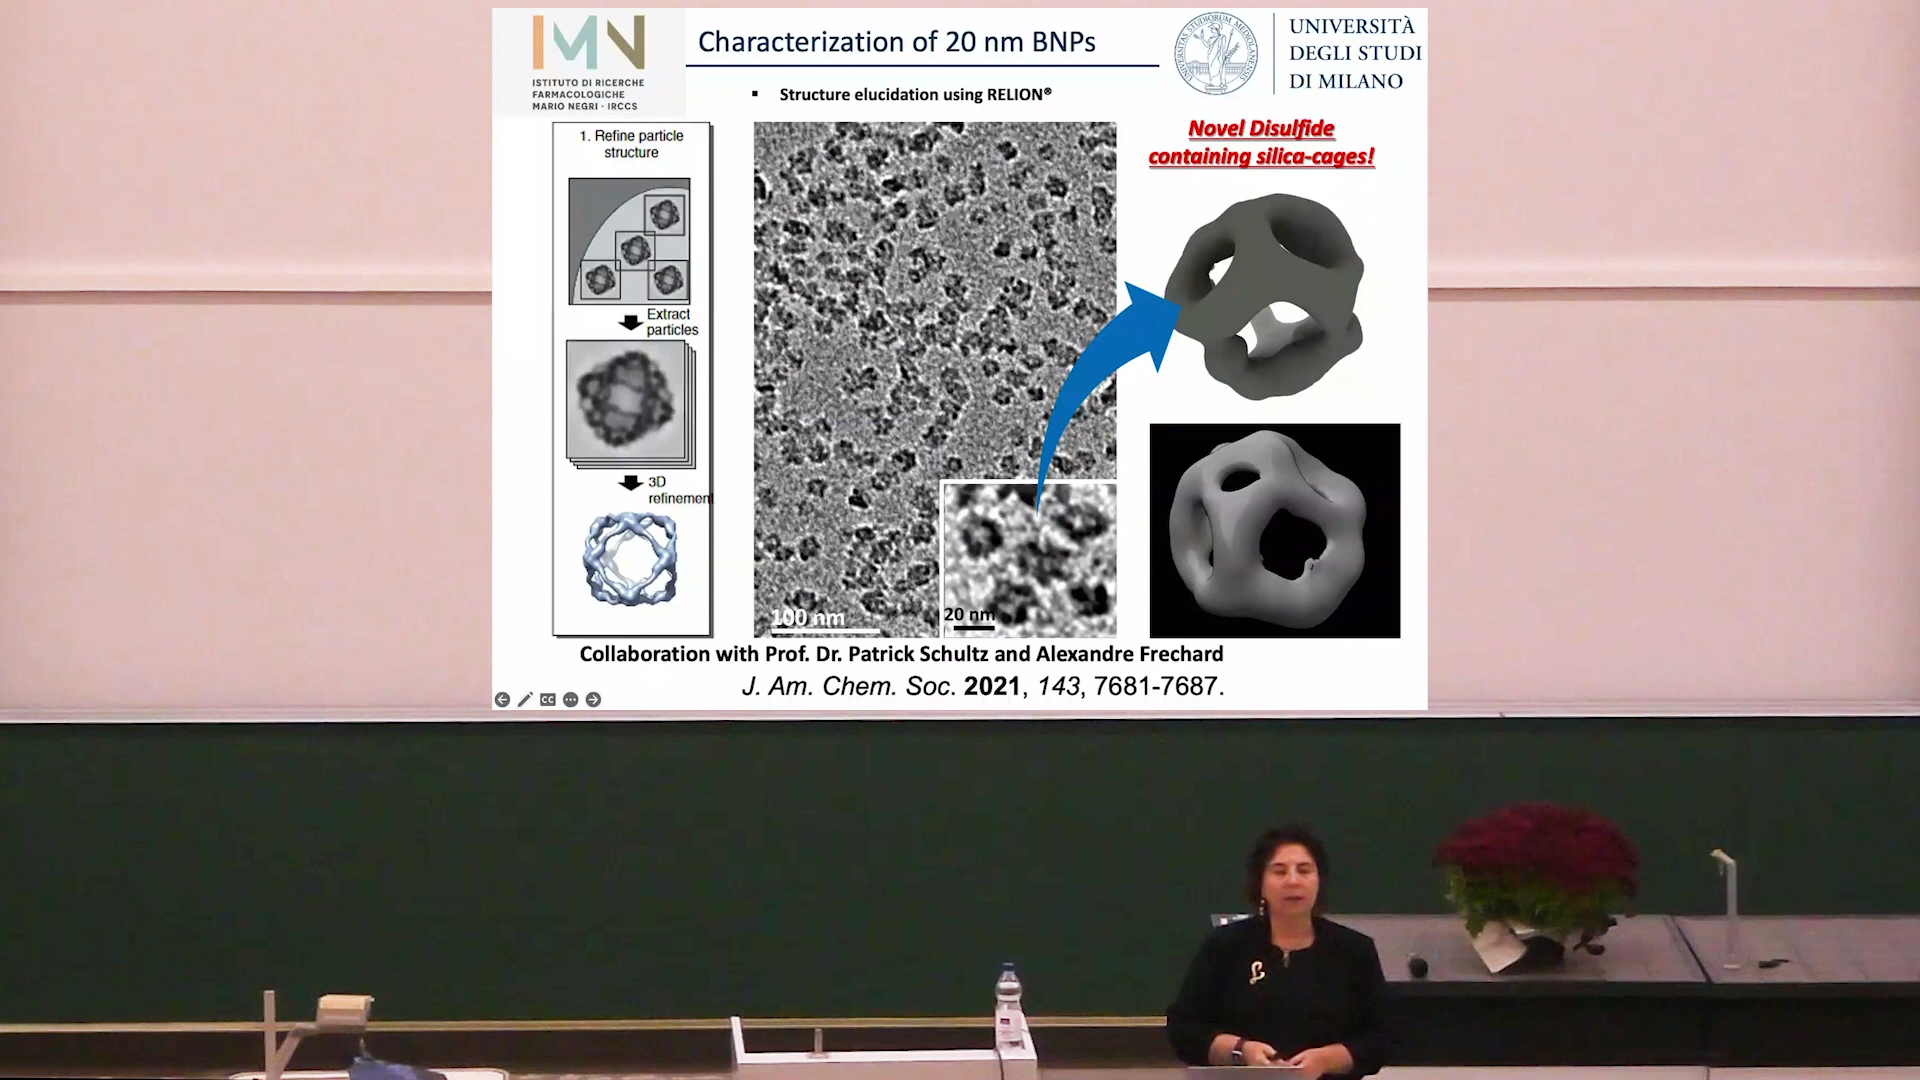 IMN
ISTITUTO DI RICERCHE
FARMACOLOGICHE
MARIO NEGRI · IRCCS
Characterization of 20 nm BNPs
UNIVERSITÀ
DEGLI STUDI
DI MILANO
▪ Structure elucidation using RELION®
1. Refine particle
structure
Extract
particles
3D
refinement
100 nm
20 nm
Novel Disulfide
containing silica-cages!
Collaboration with Prof. Dr. Patrick Schultz and Alexandre Frechard
J. Am. Chem. Soc. 2021, 143, 7681-7687.
CC